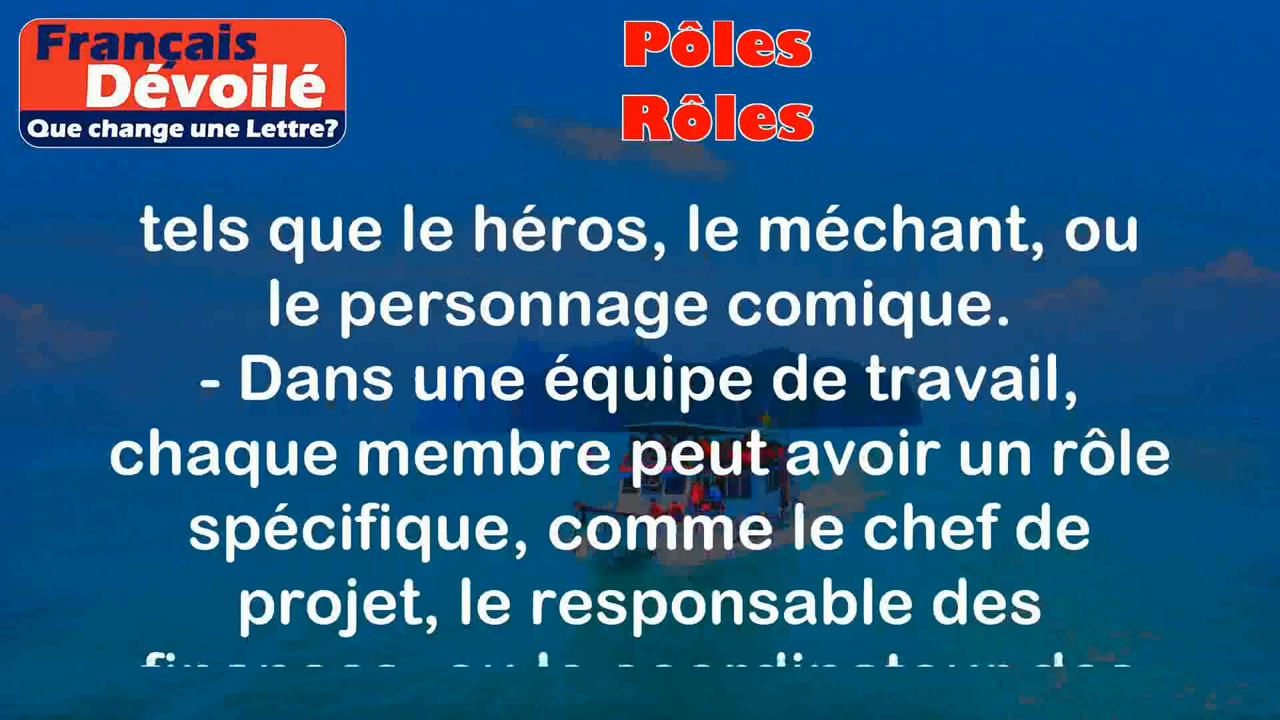 Français
Dévoilé
Que change une Lettre?
Pôles
Rôles
tels que le héros, le méchant, ou
le personnage comique.
- Dans une équipe de travail,
chaque membre peut avoir un rôle
spécifique, comme le chef de
projet, le responsable des